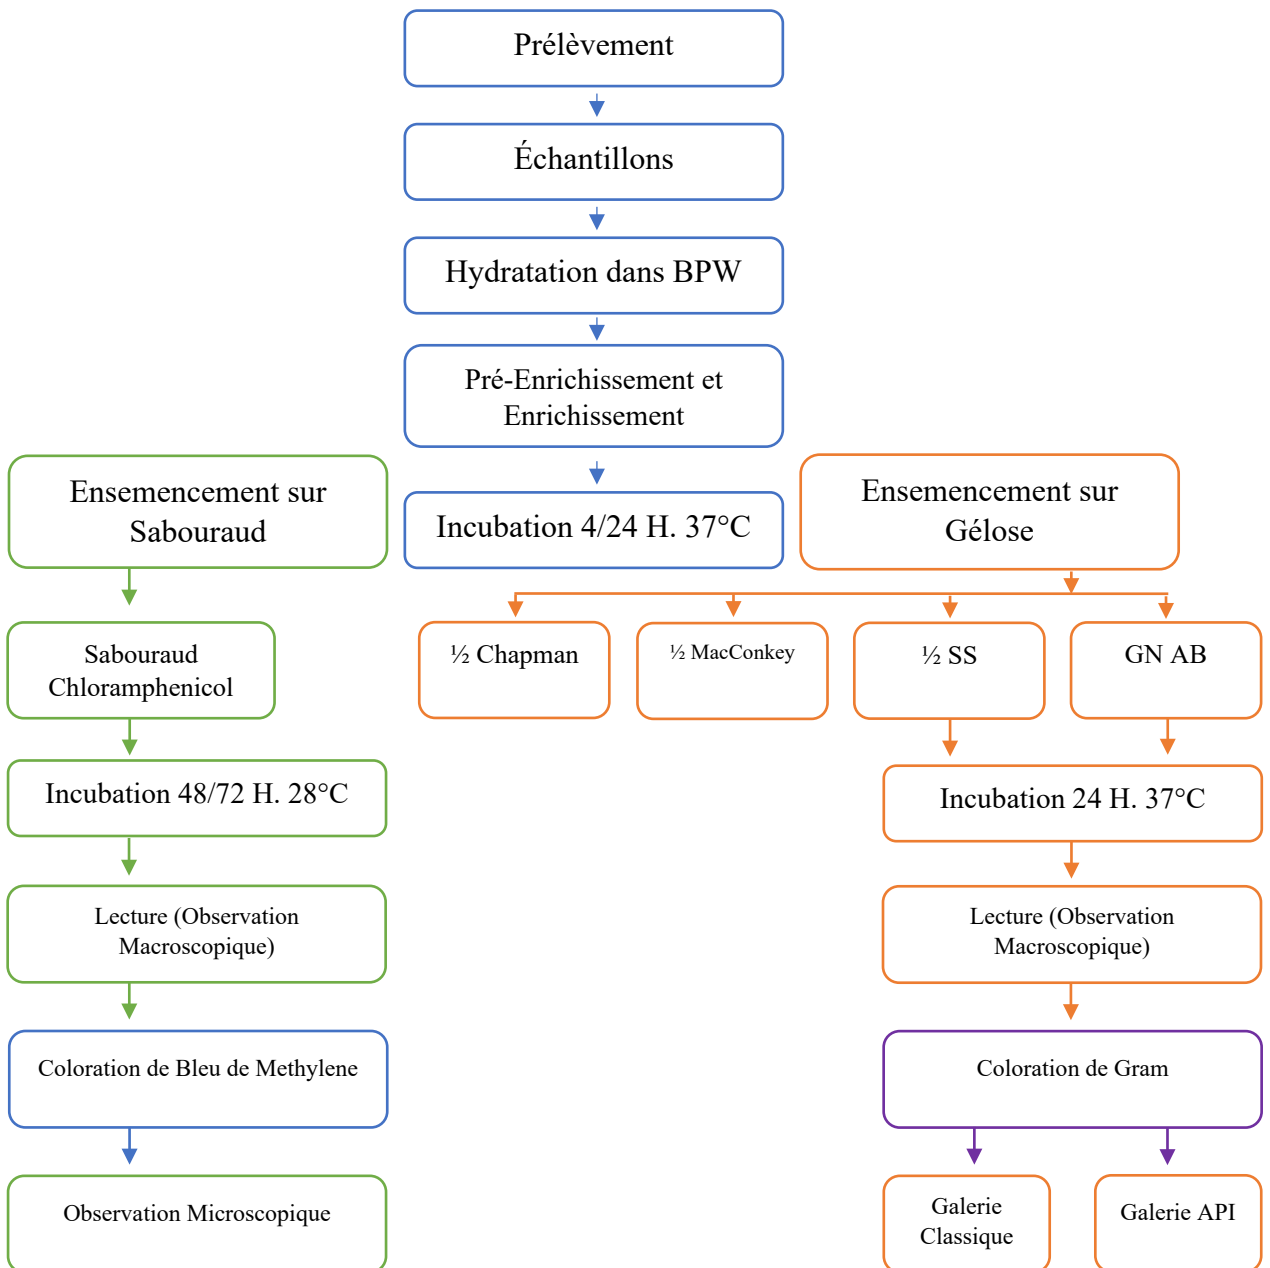 Prélèvement
Échantillons
Hydratation dans BPW
Pré-Enrichissement et
Enrichissement
Incubation 4/24 H. 37°C
Ensemencement sur
Sabouraud
Sabouraud
Chloramphenicol
Incubation 48/72 H. 28°C
Lecture (Observation
Macroscopique)
Coloration de Bleu de Methylene
Observation Microscopique
Ensemencement sur
Gélose
½ Chapman
½ MacConkey
½ SS
GN AB
Incubation 24 H. 37°C
Lecture (Observation
Macroscopique)
Coloration de Gram
Galerie
Classique
Galerie API